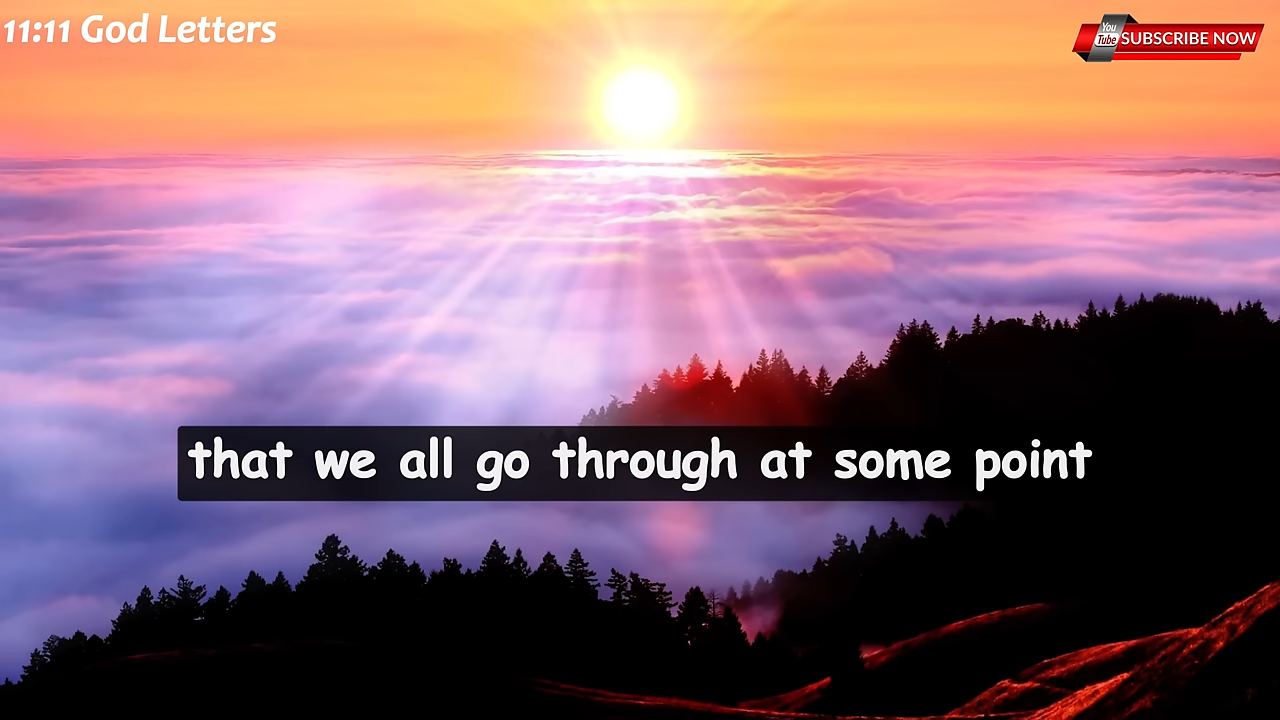 11:11 God Letters
You
Tube
SUBSCRIBE NOW
that we all go through at some point